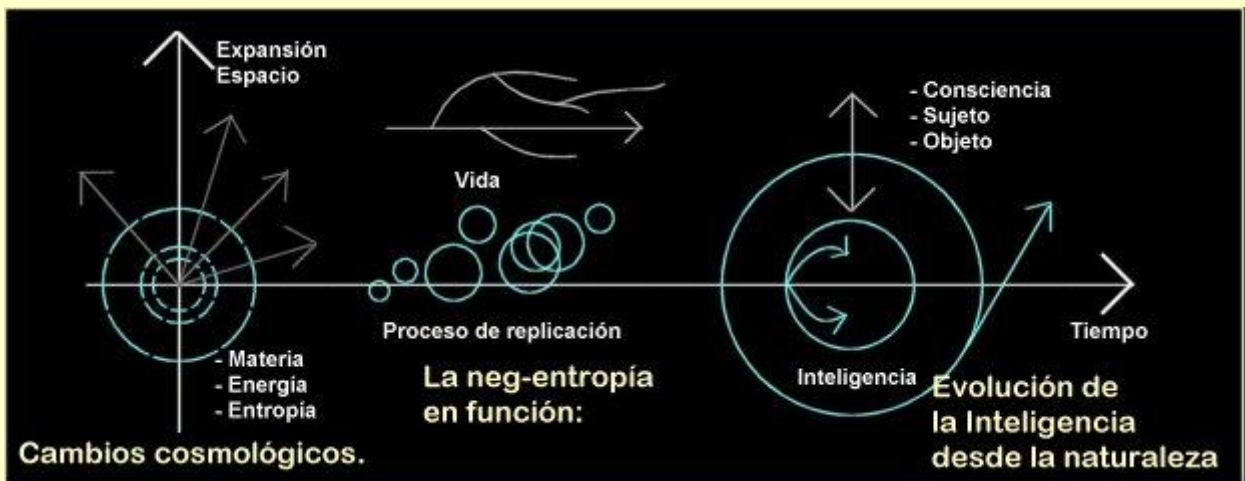 Expansión
Espacio
- Materia
- Energía
- Entropia
Cambios cosmológicos.
Vida
Proceso de replicación
La neg-entropía
en función:
- Consciencia
- Sujeto
- Objeto
Inteligencia
Tiempo
Evolución de
la Inteligencia
desde la naturaleza